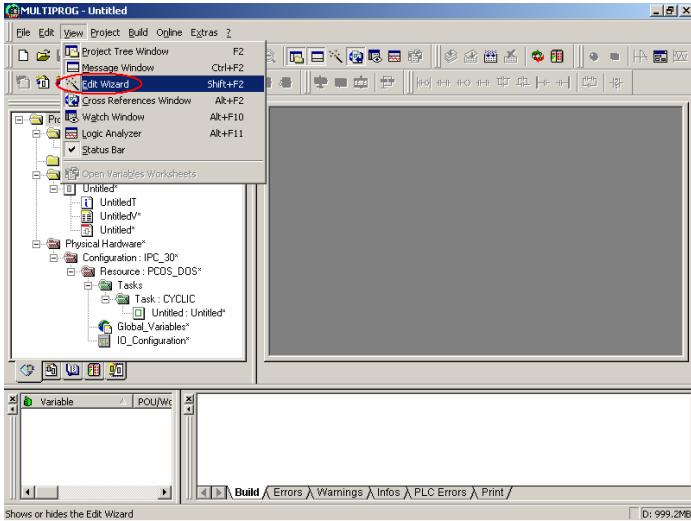 MULTIPROG - Untitled
File Edit View Project Build Online Extras ?
Project Tree Window F2
Message Window Ctrl+F2
Edit Wizard Shift+F2
Cross References Window Alt+F2
Watch Window Alt+F10
Logic Analyzer Alt+F11
Status Bar
Open Variables Worksheets
Untitled*
UntitledT
UntitledV*
Untitled*
Physical Hardware*
Configuration : IPC_30*
Resource : PCOS_DOS*
Tasks
Task : CYCLIC
Untitled : Untitled*
Global_Variables*
IO_Configuration*
Variable POU/Wo
Build Errors Warnings Infos PLC Errors Print
Shows or hides the Edit Wizard D: 999.2MB